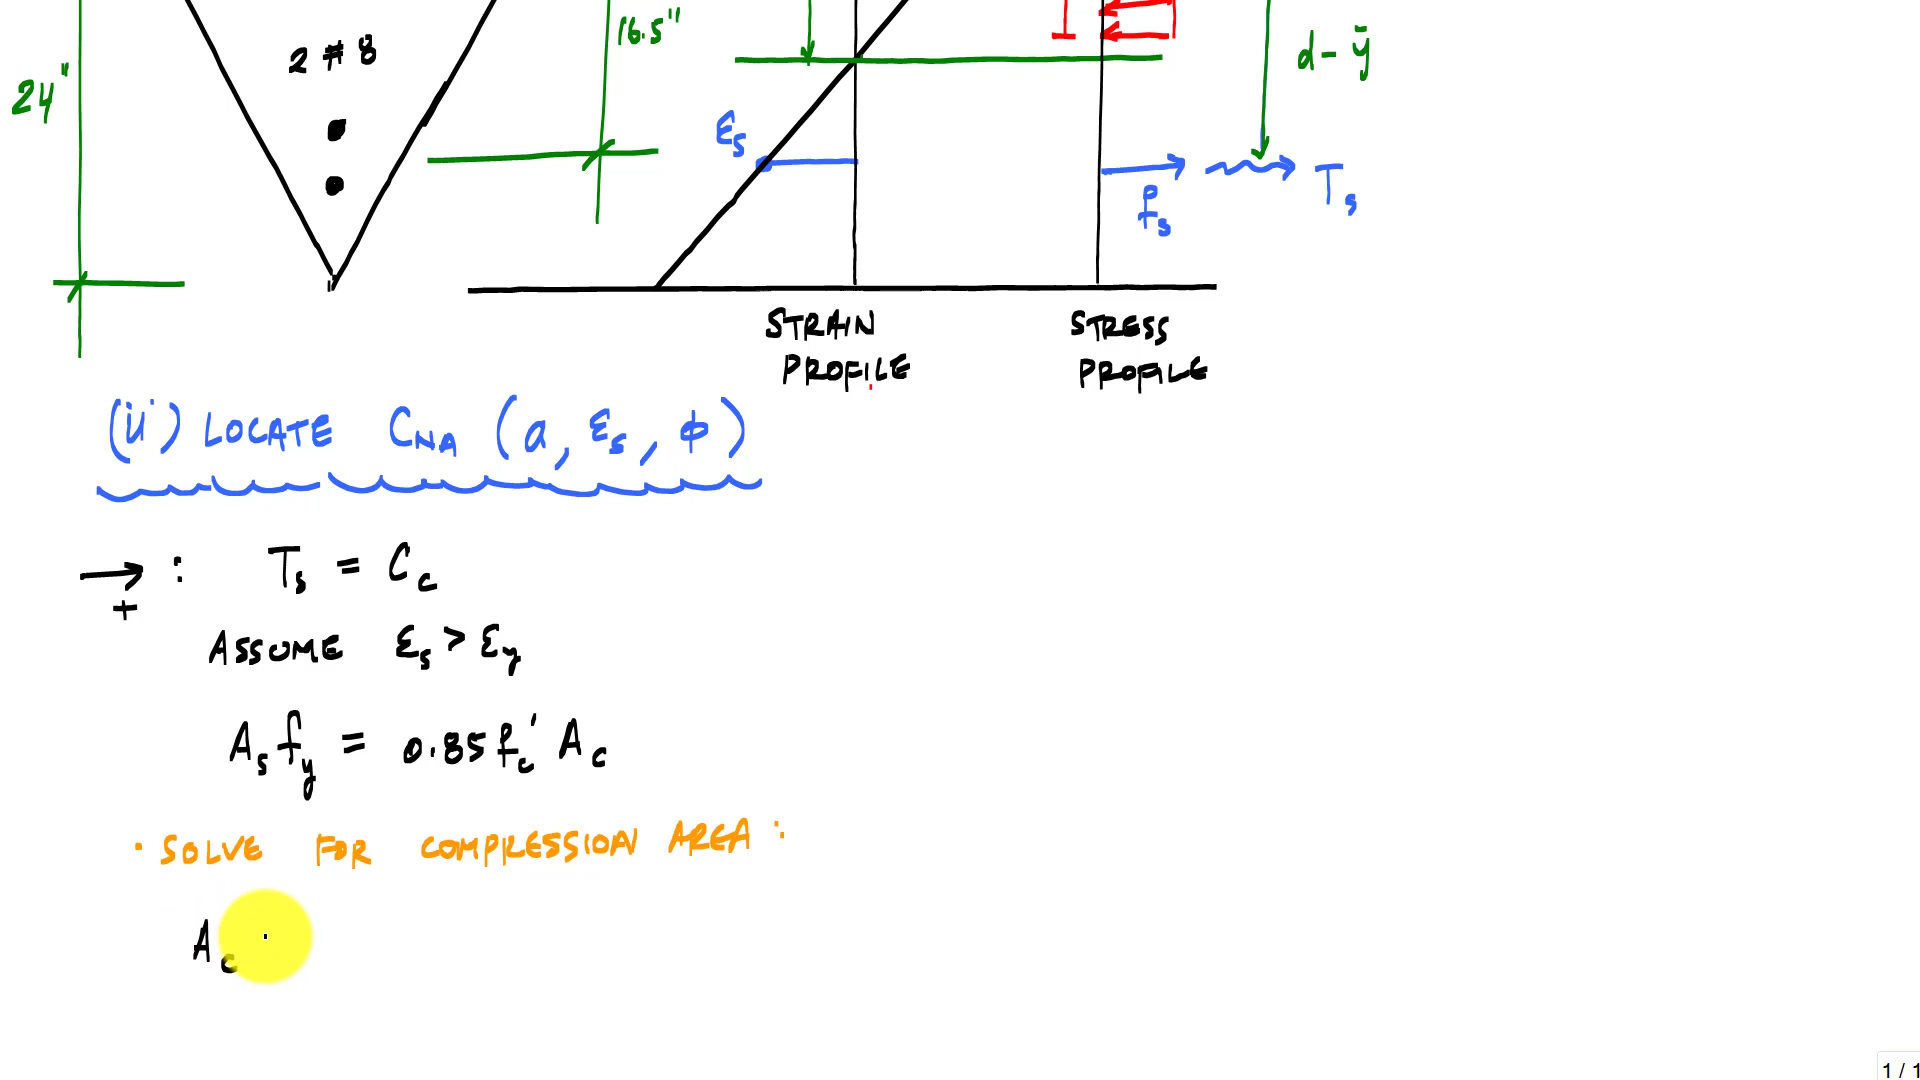 16.5"
d - ȳ
2 # 8
24"
εs
Ts
fs
STRAIN
PROFILE
STRESS
PROFILE
(ii) LOCATE CNA (a, εs, φ)
→+ : Ts = Cc
ASSUME εs > εy
As fy = 0.85 fc' Ac
· SOLVE FOR COMPRESSION AREA :
Ac
1 / 1